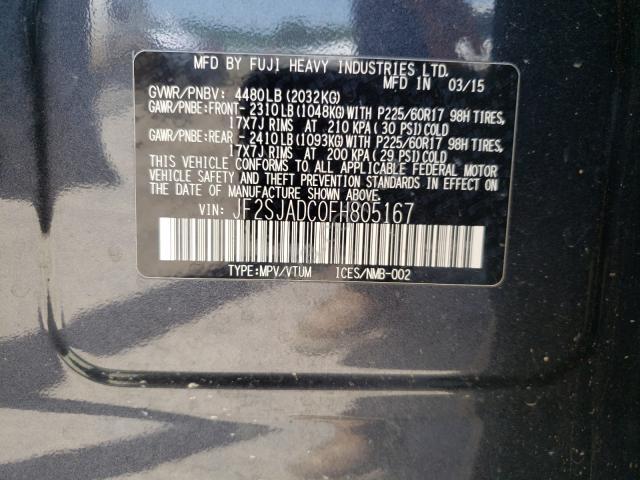 MFD BY FUJI HEAVY INDUSTRIES LTD.
MFD IN 03/15
GVWR/PNBV: 4480LB (2032KG)
GAWR/PNBE:FRONT- 2310LB (1048KG) WITH P225/60R17 98H TIRES,
17X7J RIMS AT 210 KPA (30 PSI) COLD
GAWR/PNBE:REAR - 2410LB (1093KG) WITH P225/60R17 98H TIRES,
17X7J RIMS AT 200 KPA (29 PSI) COLD
THIS VEHICLE CONFORMS TO ALL APPLICABLE FEDERAL MOTOR
VEHICLE SAFETY AND THEFT PREVENTION STANDARDS IN EFFECT ON
THE DATE OF MANUFACTURE SHOWN ABOVE.
VIN: JF2SJADC0FH805167
TYPE:MPV/VTUM ICES/NMB-002